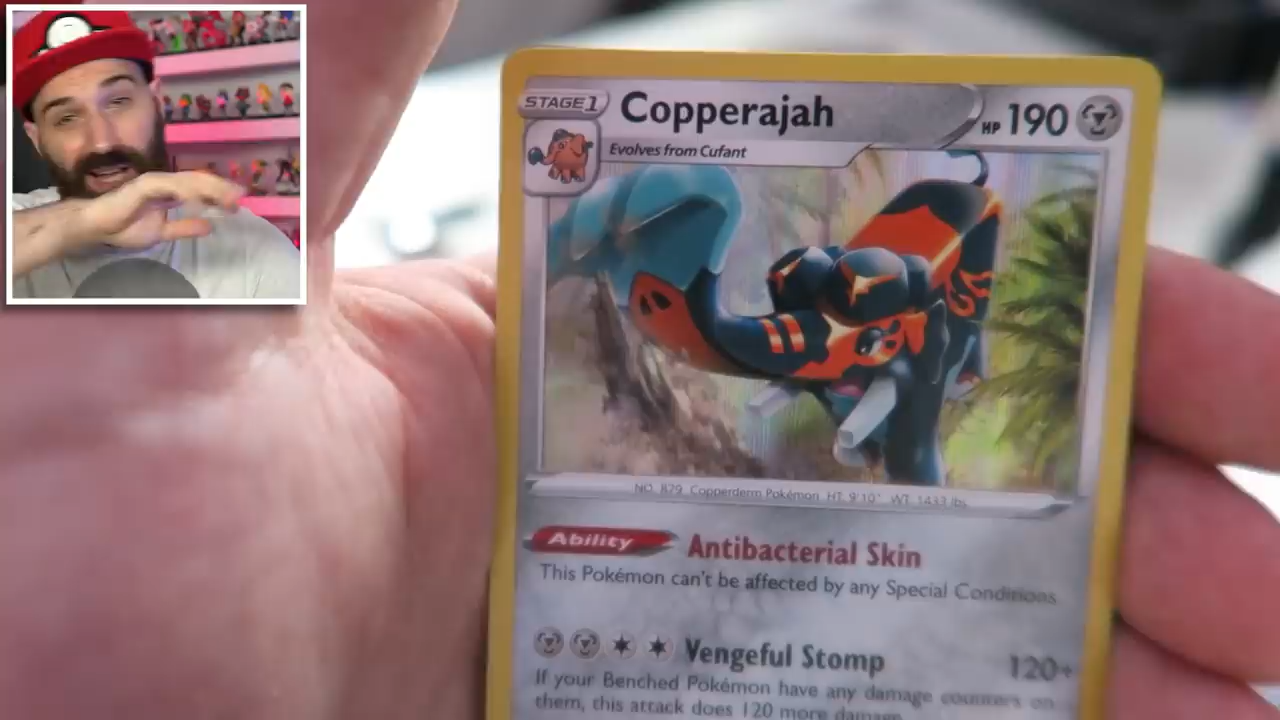 STAGE 1
Copperajah
HP 190
Evolves from Cufant
NO. 879 Copperderm Pokémon HT. 9'10" WT. 1433 lbs.
Ability Antibacterial Skin
This Pokémon can't be affected by any Special Conditions
Vengeful Stomp 120+
If your Benched Pokémon have any damage counters on
them, this attack does 120 more damage.